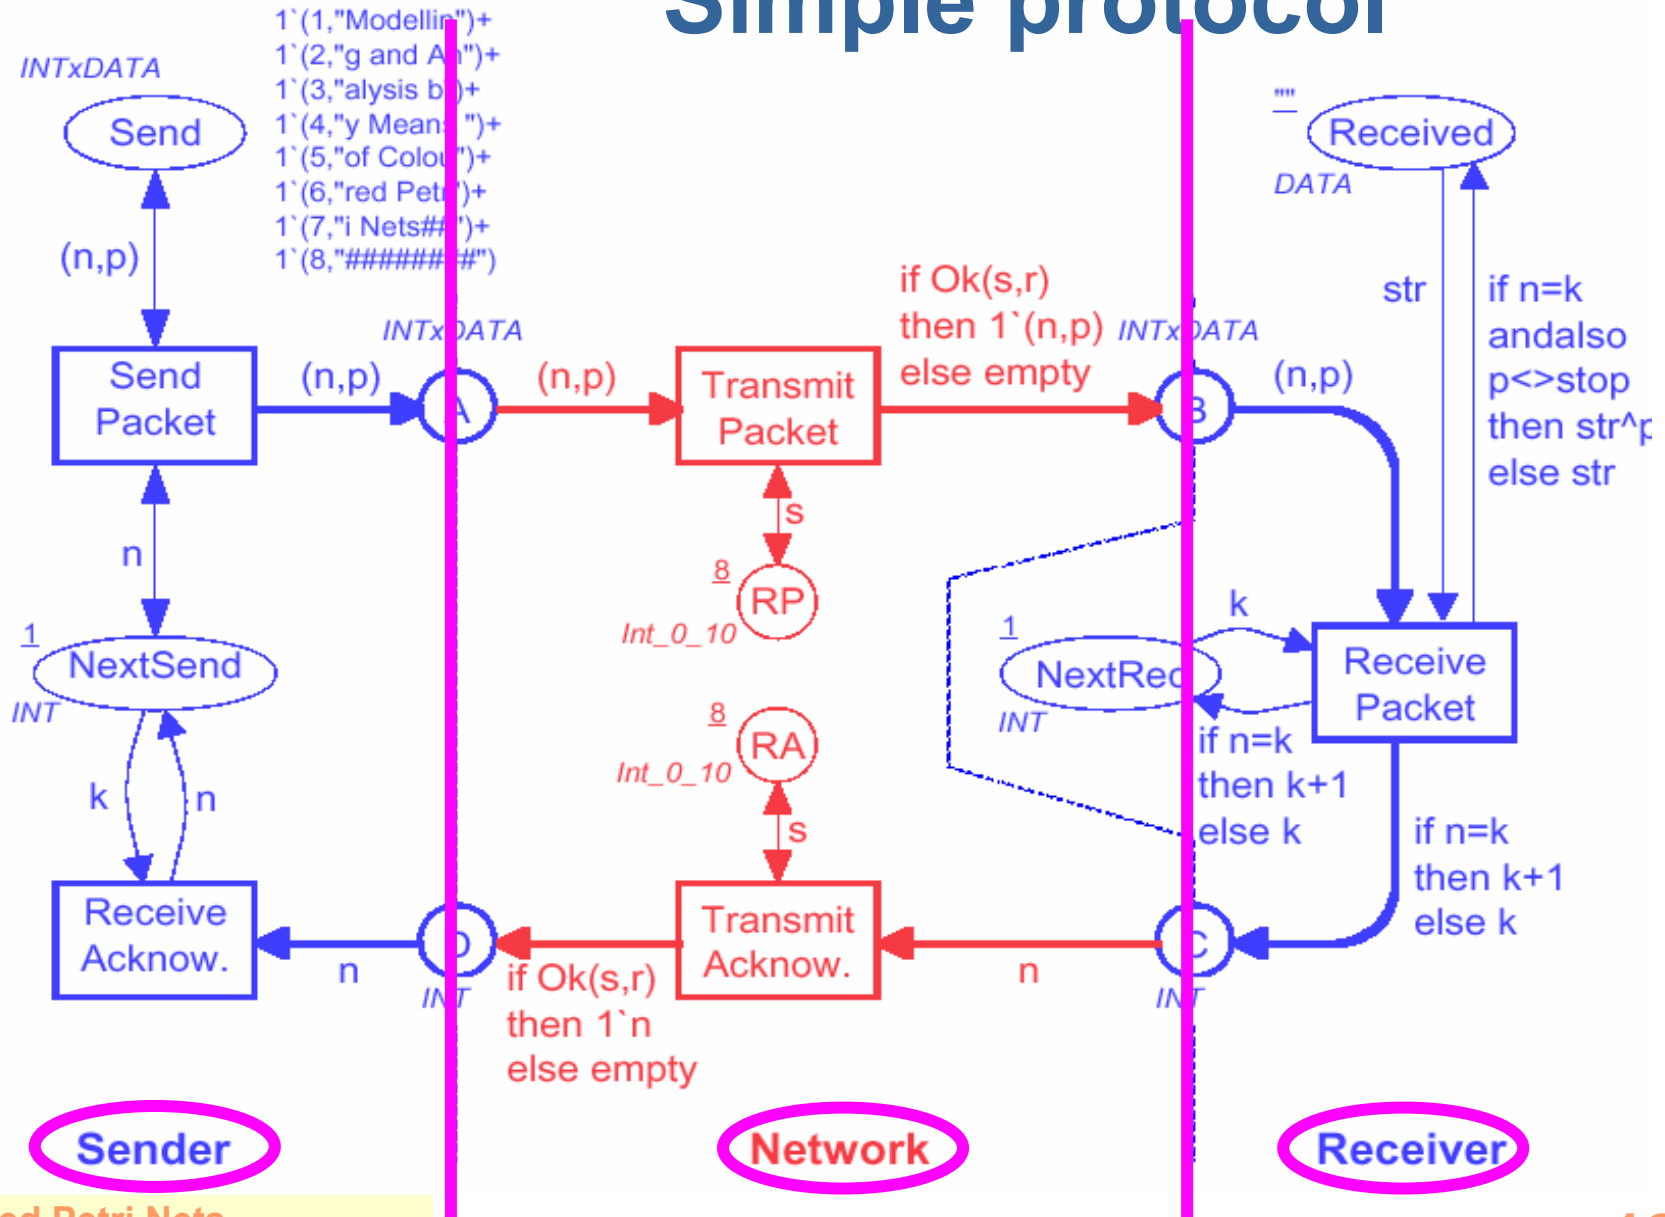 Simple protocol
1`(1,"Modellin")+
1`(2,"g and An")+
1`(3,"alysis b")+
1`(4,"y Means ")+
1`(5,"of Colou")+
1`(6,"red Petr")+
1`(7,"i Nets##")+
1`(8,"########")
INTxDATA
Send
(n,p)
Send
Packet
(n,p)
INTxDATA
A
(n,p)
Transmit
Packet
if Ok(s,r)
then 1`(n,p)
else empty
INTxDATA
B
(n,p)
""
Received
DATA
str
if n=k
andalso
p<>stop
then str^p
else str
n
s
8
RP
Int_0_10
1
NextSend
INT
8
RA
Int_0_10
s
1
NextRec
INT
k
Receive
Packet
if n=k
then k+1
else k
k
n
if n=k
then k+1
else k
Receive
Acknow.
n
D
INT
if Ok(s,r)
then 1`n
else empty
Transmit
Acknow.
n
C
INT
Sender
Network
Receiver
ed Petri Nets